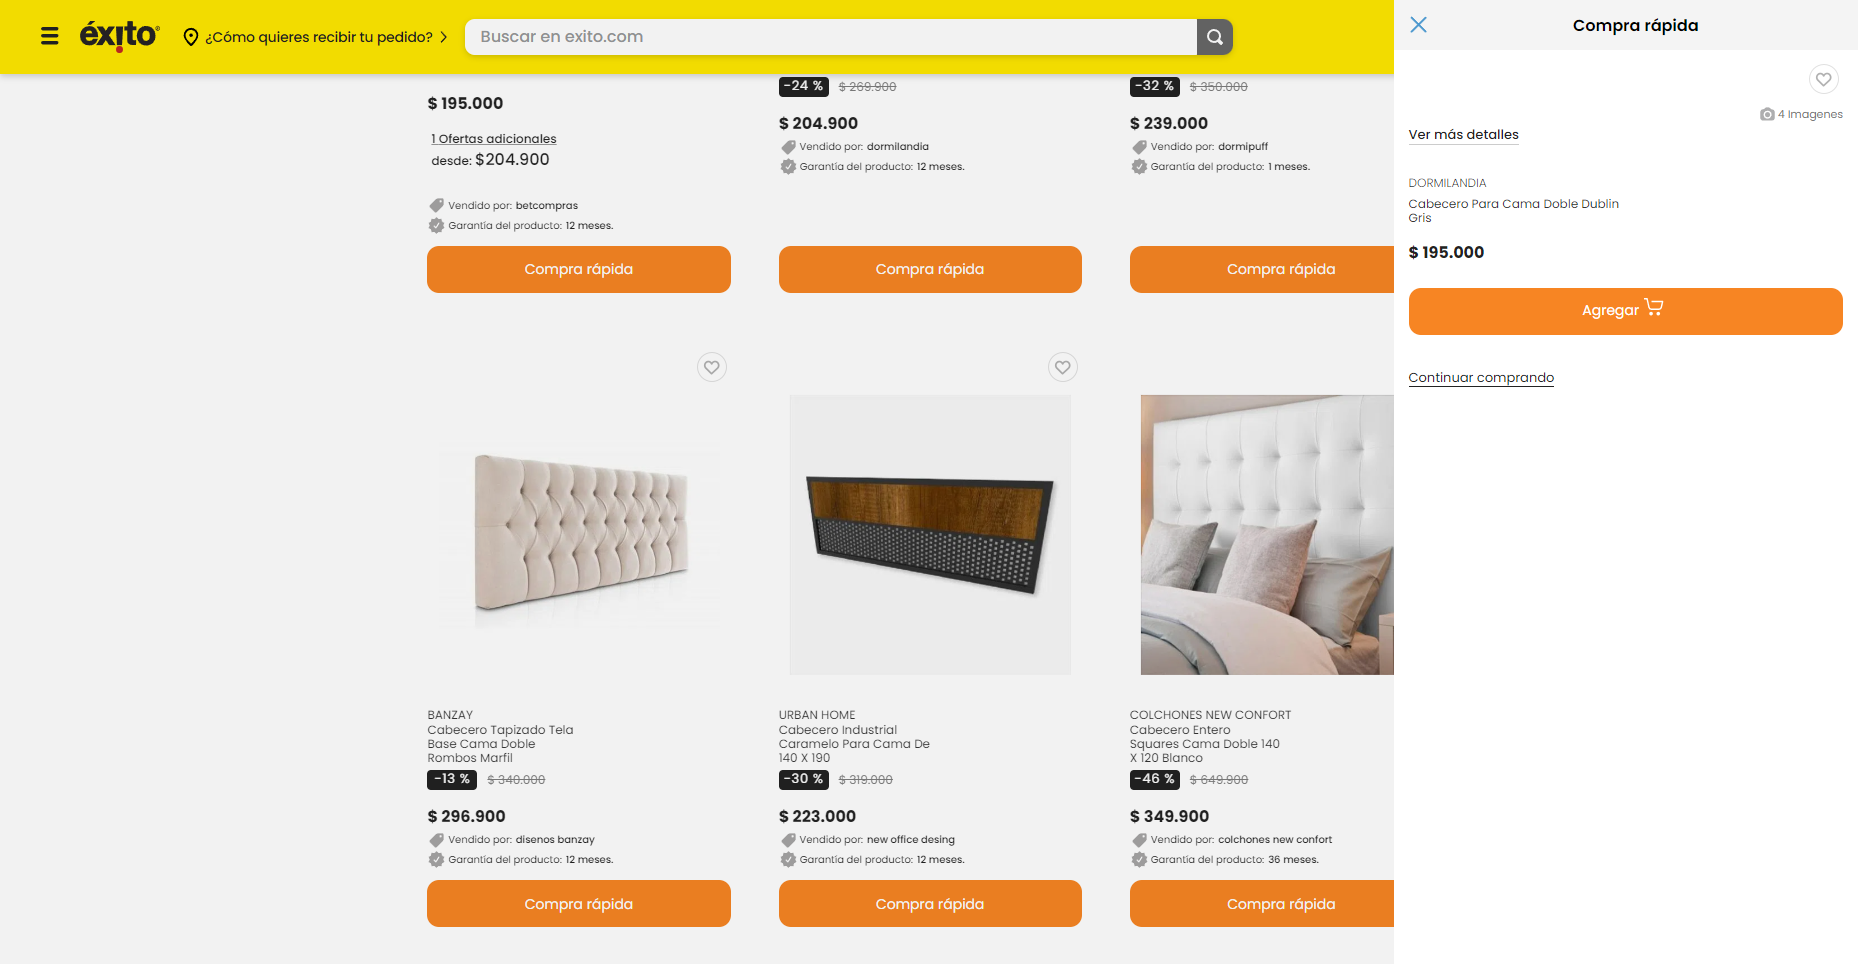 éxito
¿Cómo quieres recibir tu pedido?
Buscar en exito.com
$ 195.000
1 Ofertas adicionales
desde: $204.900
Vendido por: betcompras
Garantía del producto: 12 meses.
Compra rápida
-24 % $ 269.900
$ 204.900
Vendido por: dormilandia
Garantía del producto: 12 meses.
Compra rápida
-32 % $ 350.000
$ 239.000
Vendido por: dormipuff
Garantía del producto: 1 meses.
Compra rápida
BANZAY
Cabecero Tapizado Tela
Base Cama Doble
Rombos Marfil
-13 % $ 340.000
$ 296.900
Vendido por: disenos banzay
Garantía del producto: 12 meses.
Compra rápida
URBAN HOME
Cabecero Industrial
Caramelo Para Cama De
140 X 190
-30 % $ 319.000
$ 223.000
Vendido por: new office desing
Garantía del producto: 12 meses.
Compra rápida
COLCHONES NEW CONFORT
Cabecero Entero
Squares Cama Doble 140
X 120 Blanco
-46 % $ 649.900
$ 349.900
Vendido por: colchones new confort
Garantía del producto: 36 meses.
Compra rápida
Compra rápida
4 Imagenes
Ver más detalles
DORMILANDIA
Cabecero Para Cama Doble Dublin
Gris
$ 195.000
Agregar
Continuar comprando